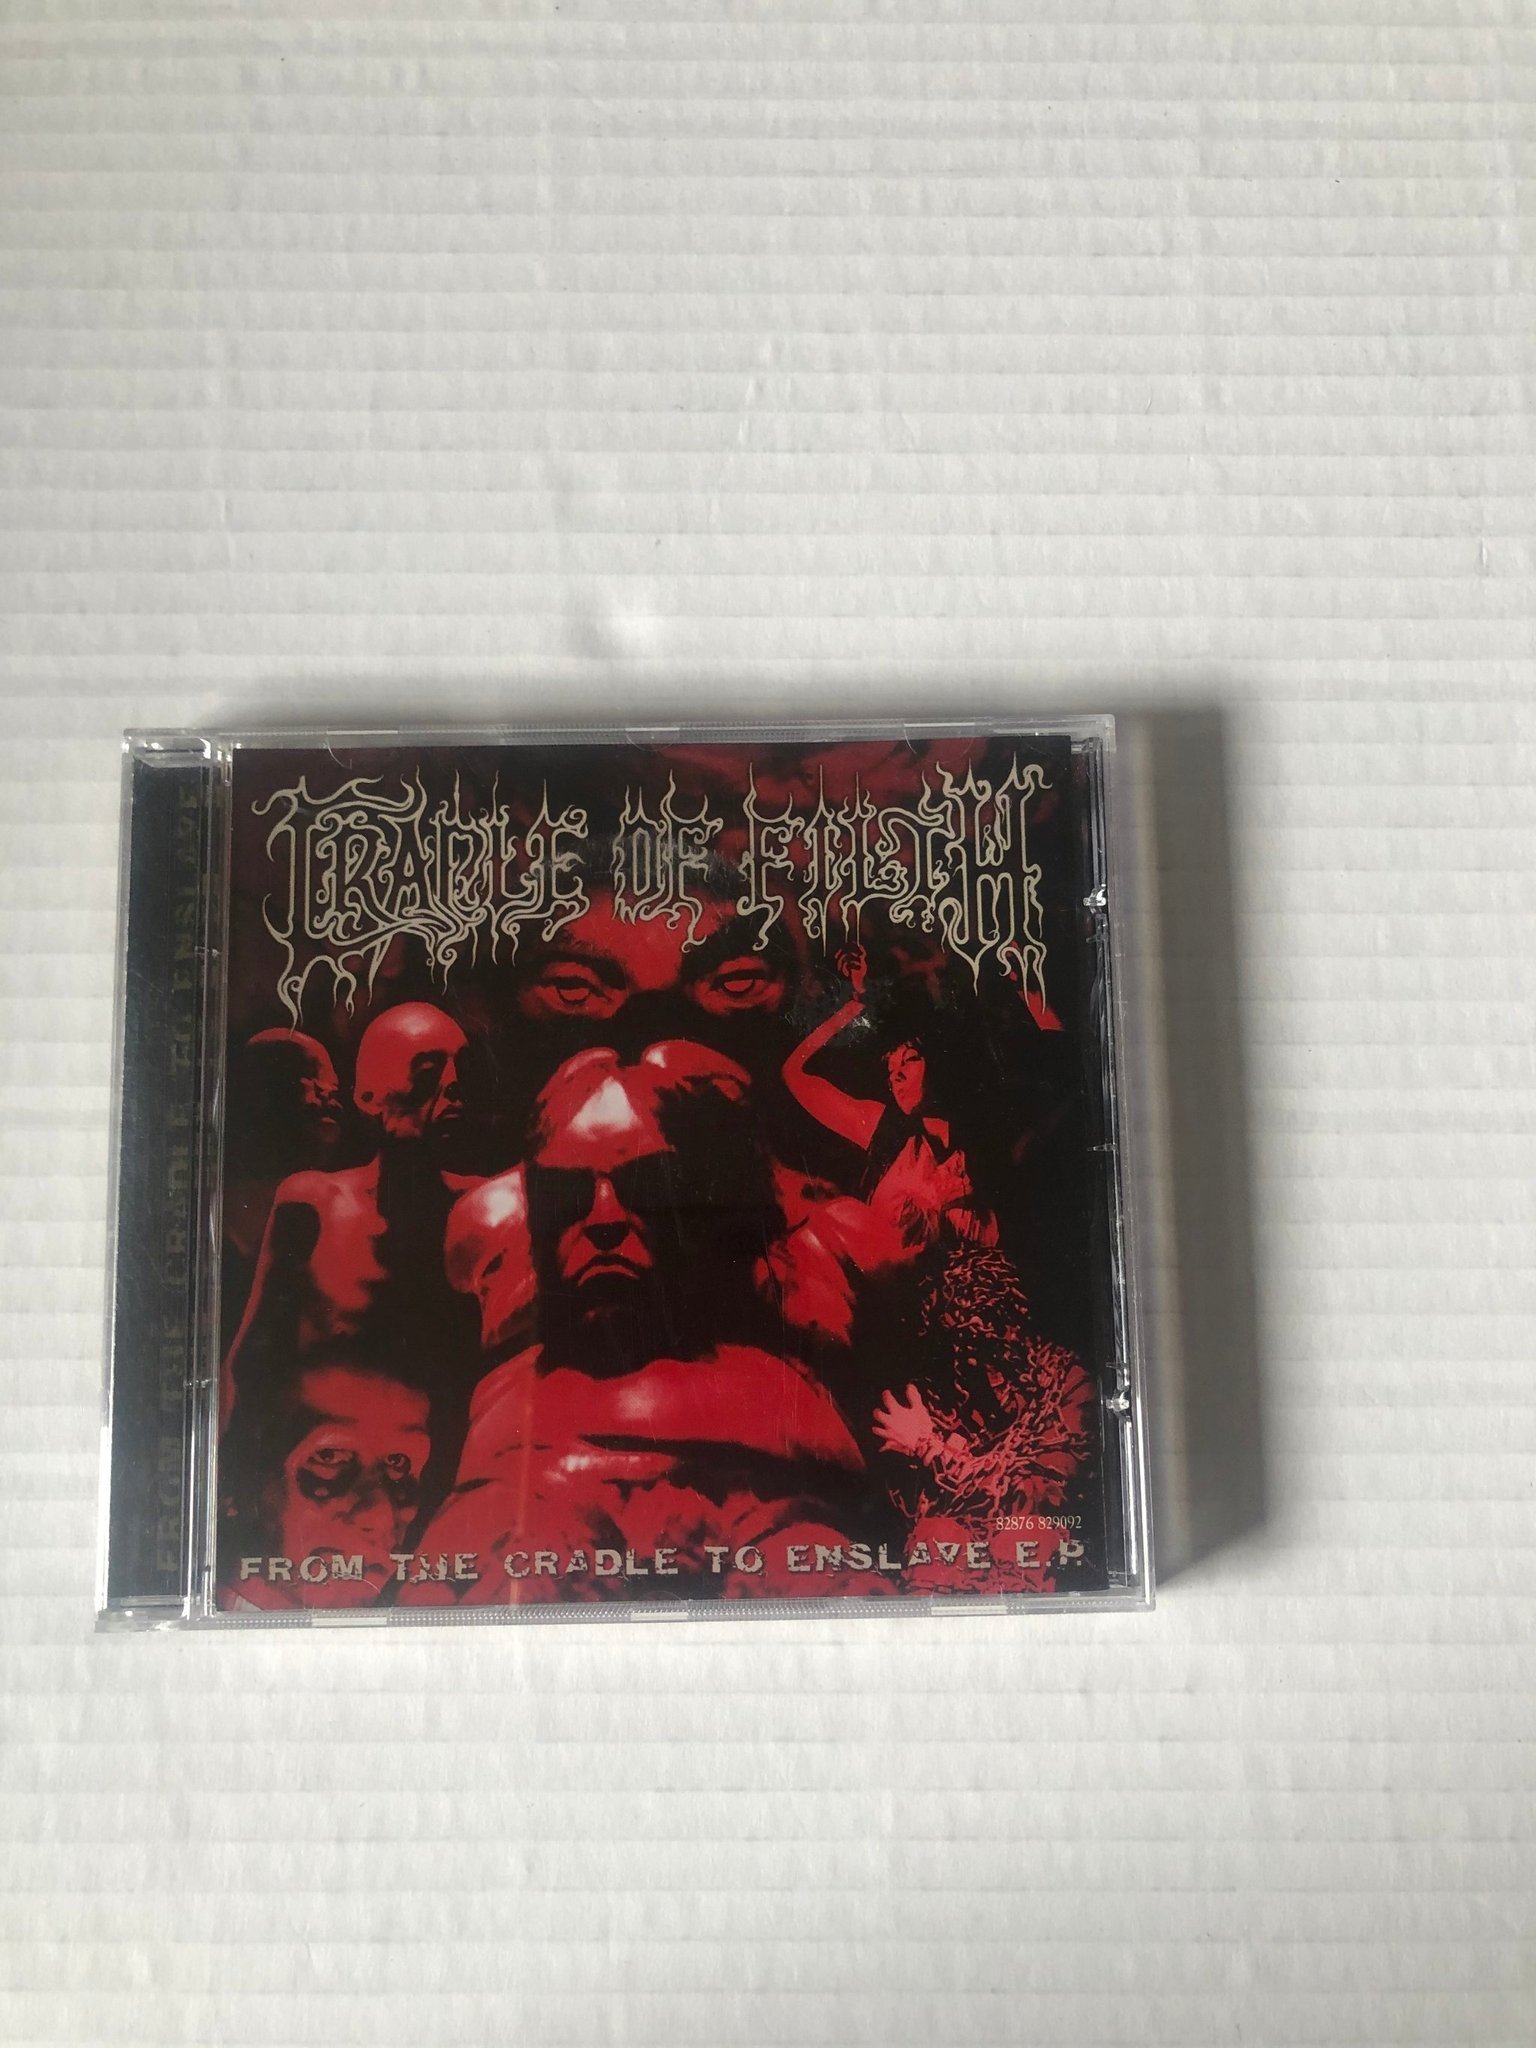 CRADLE OF FILTH
FROM THE CRADLE TO ENSLAVE
82876 829092
FROM THE CRADLE TO ENSLAVE E.P.